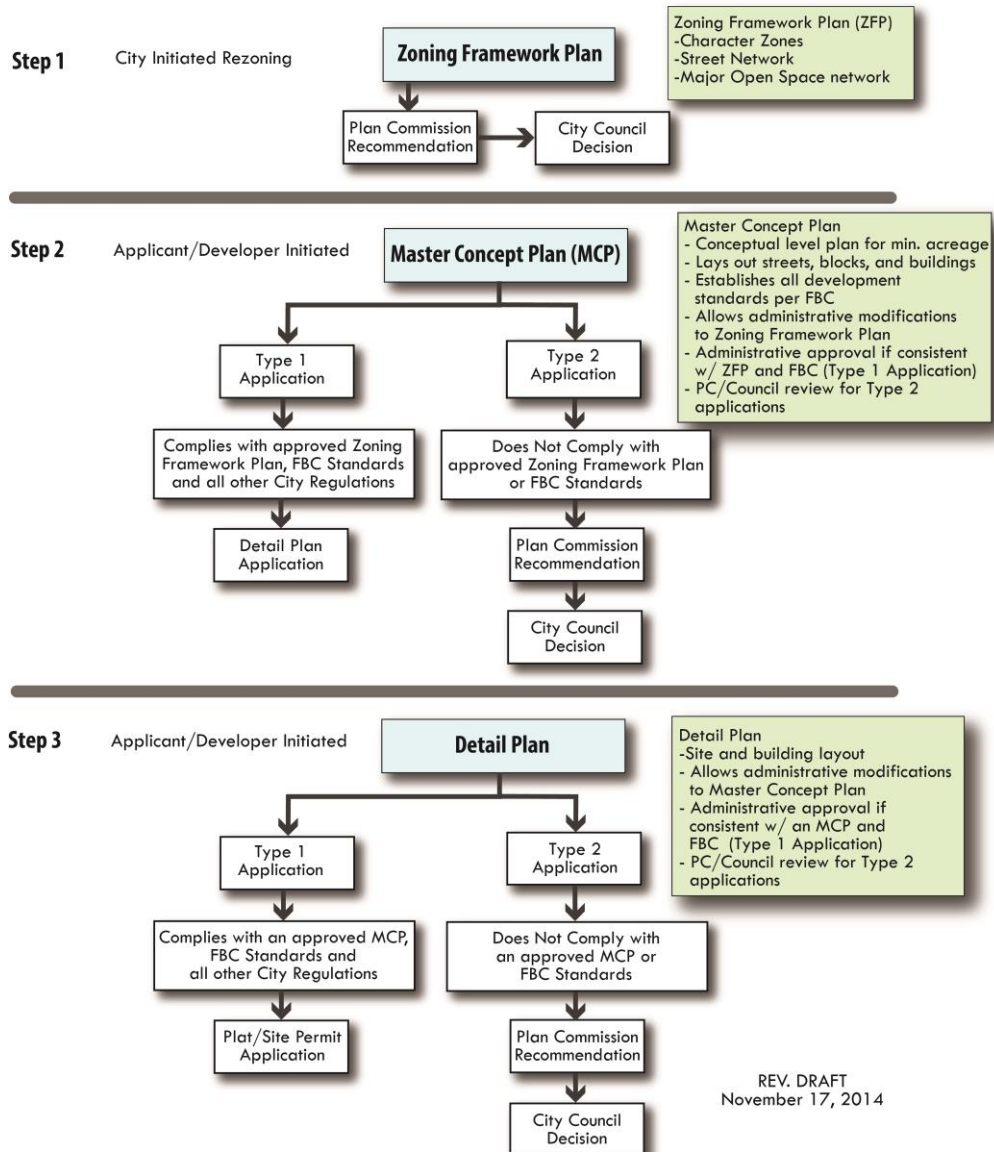 Step 1
City Initiated Rezoning
Zoning Framework Plan
Plan Commission
Recommendation
City Council
Decision
Zoning Framework Plan (ZFP)
-Character Zones
-Street Network
-Major Open Space network
Step 2
Applicant/Developer Initiated
Master Concept Plan (MCP)
Master Concept Plan
- Conceptual level plan for min. acreage
- Lays out streets, blocks, and buildings
- Establishes all development
standards per FBC
- Allows administrative modifications
to Zoning Framework Plan
- Administrative approval if consistent
w/ ZFP and FBC (Type 1 Application)
- PC/Council review for Type 2
applications
Type 1
Application
Complies with approved Zoning
Framework Plan, FBC Standards
and all other City Regulations
Detail Plan
Application
Type 2
Application
Does Not Comply with
approved Zoning Framework Plan
or FBC Standards
Plan Commission
Recommendation
City Council
Decision
Step 3
Applicant/Developer Initiated
Detail Plan
Detail Plan
-Site and building layout
- Allows administrative modifications
to Master Concept Plan
- Administrative approval if
consistent w/ an MCP and
FBC (Type 1 Application)
- PC/Council review for Type 2
applications
Type 1
Application
Complies with an approved MCP,
FBC Standards and
all other City Regulations
Plat/Site Permit
Application
Type 2
Application
Does Not Comply with
an approved MCP or
FBC Standards
Plan Commission
Recommendation
City Council
Decision
REV. DRAFT
November 17, 2014